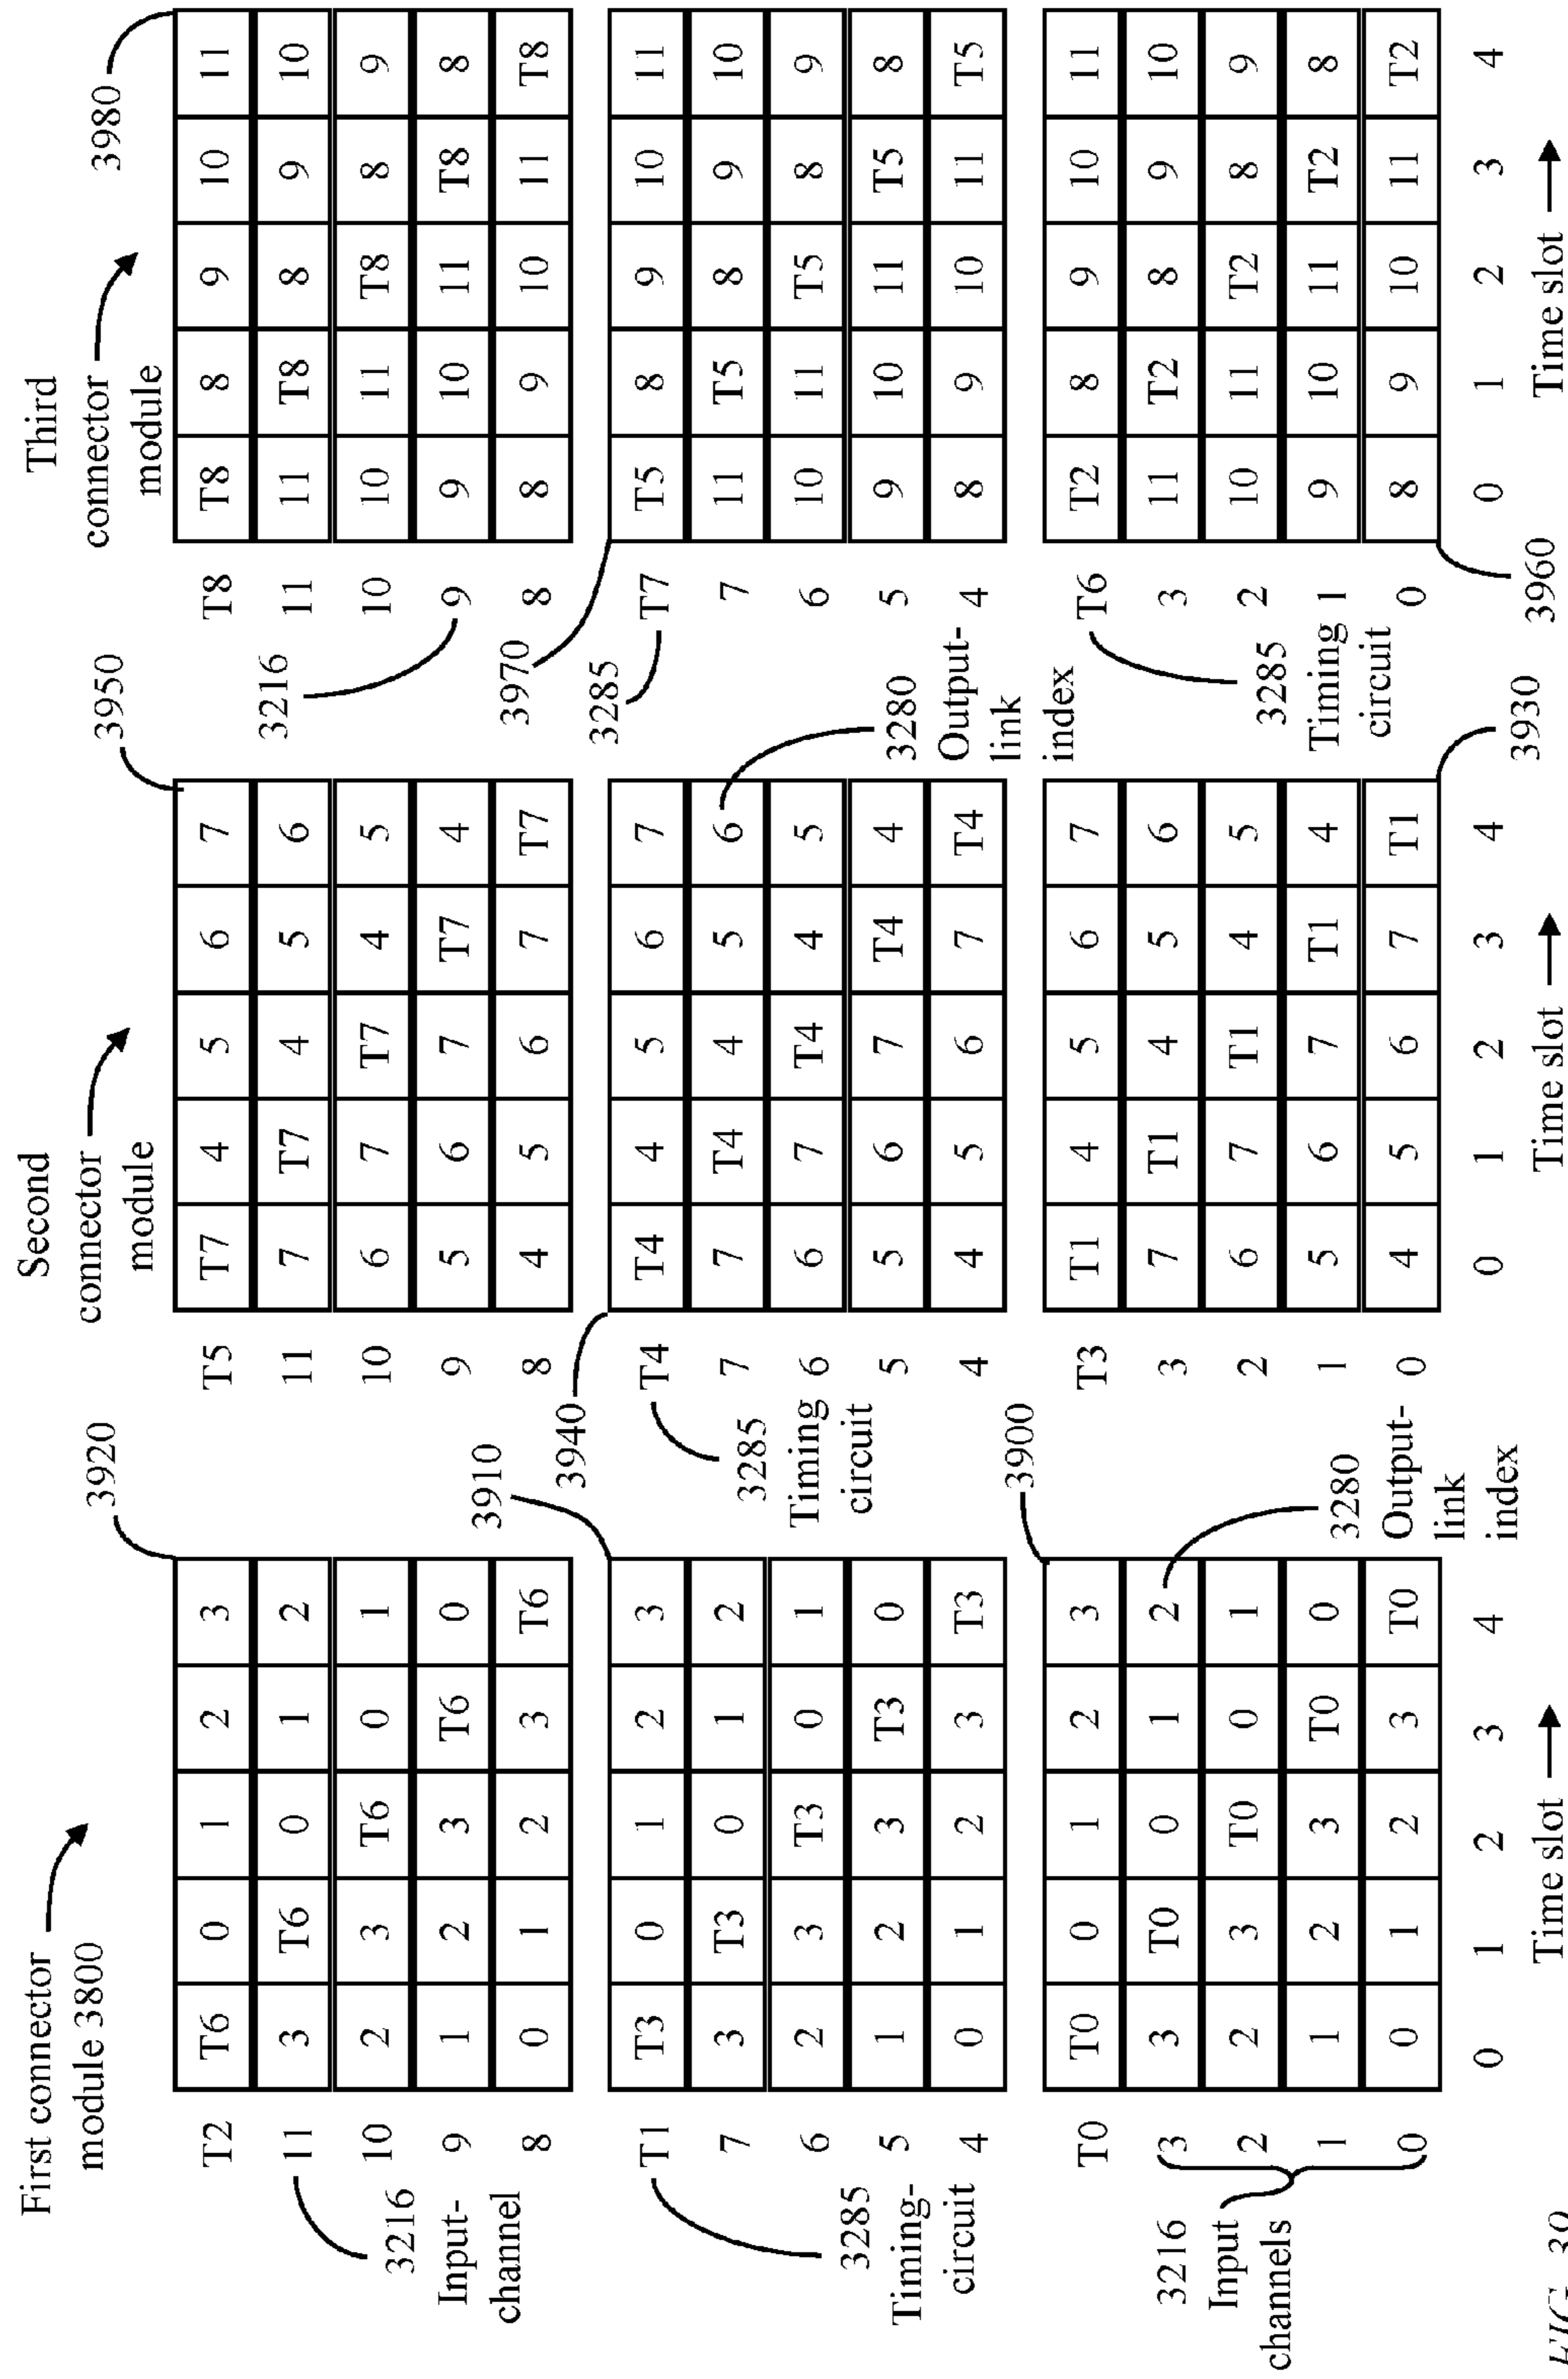 First connector
module 3800
Second
connector
module
Third
connector
module
3920
3950
3980
T2 T6 0 1 2 3
11 3 T6 0 1 2
10 2 3 T6 0 1
9 1 2 3 T6 0
8 0 1 2 3 T6
3216
Input-
channel
T5 T7 4 5 6 7
11 7 T7 4 5 6
10 6 7 T7 4 5
9 5 6 7 T7 4
8 4 5 6 7 T7
3216
T8 T8 8 9 10 11
11 11 T8 8 9 10
10 10 11 T8 8 9
9 9 10 11 T8 8
8 8 9 10 11 T8
3910
3940
3970
3285
T1 T3 0 1 2 3
7 3 T3 0 1 2
6 2 3 T3 0 1
5 1 2 3 T3 0
4 0 1 2 3 T3
3285
Timing-
circuit
T4 T4 4 5 6 7
7 7 T4 4 5 6
6 6 7 T4 4 5
5 5 6 7 T4 4
4 4 5 6 7 T4
3285
Timing
circuit
T7 T5 8 9 10 11
7 11 T5 8 9 10
6 10 11 T5 8 9
5 9 10 11 T5 8
4 8 9 10 11 T5
3280
Output-
link
index
3900
T0 T0 0 1 2 3
3 3 T0 0 1 2
2 2 3 T0 0 1
1 1 2 3 T0 0
0 0 1 2 3 T0
3216
Input
channels
T3 T1 4 5 6 7
3 7 T1 4 5 6
2 6 7 T1 4 5
1 5 6 7 T1 4
0 4 5 6 7 T1
3280
Output-
link
index
T6 T2 8 9 10 11
3 11 T2 8 9 10
2 10 11 T2 8 9
1 9 10 11 T2 8
0 8 9 10 11 T2
3285
Timing
circuit
0 1 2 3 4
0 1 2 3 4
0 1 2 3 4
3930
3960
Time slot
Time slot
Time slot
FIG. 39